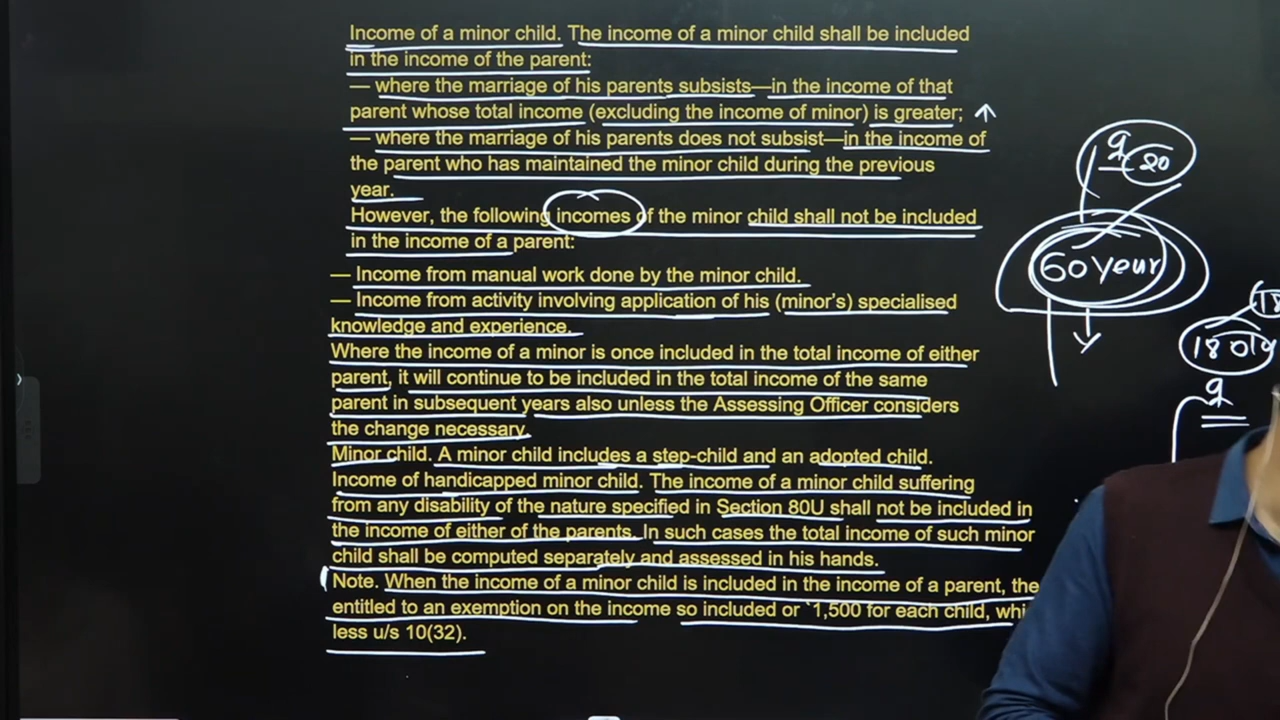 Income of a minor child. The income of a minor child shall be included
in the income of the parent:
— where the marriage of his parents subsists—in the income of that
parent whose total income (excluding the income of minor) is greater;
— where the marriage of his parents does not subsist—in the income of
the parent who has maintained the minor child during the previous
year.
However, the following incomes of the minor child shall not be included
in the income of a parent:
— Income from manual work done by the minor child.
— Income from activity involving application of his (minor's) specialised
knowledge and experience.
Where the income of a minor is once included in the total income of either
parent, it will continue to be included in the total income of the same
parent in subsequent years also unless the Assessing Officer considers
the change necessary.
Minor child. A minor child includes a step-child and an adopted child.
Income of handicapped minor child. The income of a minor child suffering
from any disability of the nature specified in Section 80U shall not be included in
the income of either of the parents. In such cases the total income of such minor
child shall be computed separately and assessed in his hands.
Note. When the income of a minor child is included in the income of a parent, the
entitled to an exemption on the income so included or `1,500 for each child,
less u/s 10(32).
20
60 year
18